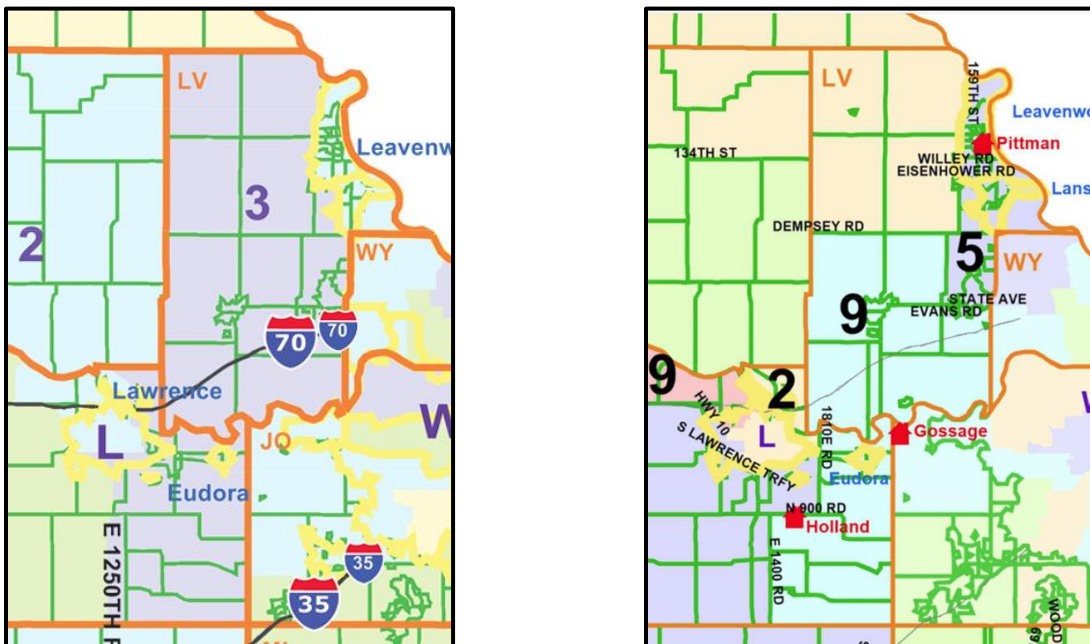 LV
Leavenw
3
2
WY
70
70
Lawrence
L
JQ
W
Eudora
E 1250TH
35
35
LV
159TH ST
Leavenwo
Pittman
134TH ST
WILLEY RD
EISENHOWER RD
Lans
DEMPSEY RD
5
WY
STATE AVE
EVANS RD
9
9
2
HWY 10
L
1810E RD
Gossage
S LAWRENCE TRFY
Eudora
N 900 RD
Holland
E 1400 RD
WOOD